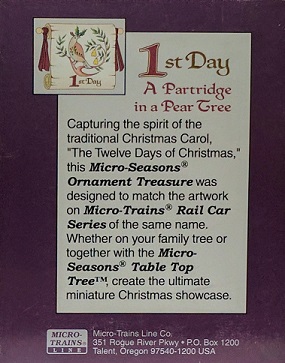 1st Day
1st Day
A Partridge
in a Pear Tree
Capturing the spirit of the
traditional Christmas Carol,
"The Twelve Days of Christmas,"
this Micro-Seasons®
Ornament Treasure was
designed to match the artwork
on Micro-Trains® Rail Car
Series of the same name.
Whether on your family tree or
together with the Micro-
Seasons® Table Top
Tree™, create the ultimate
miniature Christmas showcase.
MICRO-
TRAINS®
LINE
Micro-Trains Line Co.
351 Rogue River Pkwy • P.O. Box 1200
Talent, Oregon 97540-1200 USA